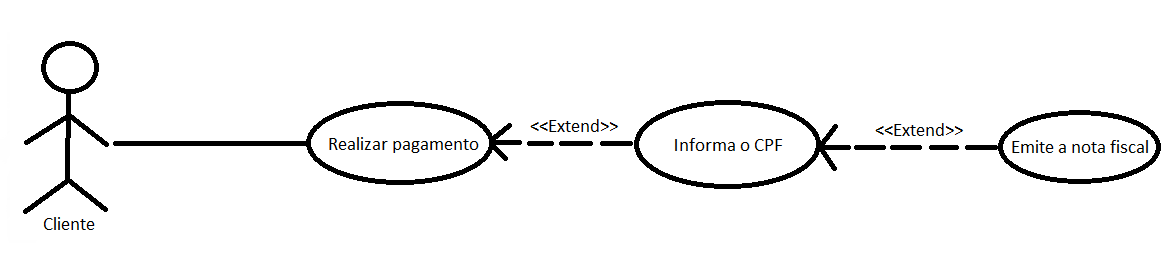 <<Extend>>
<<Extend>>
Realizar pagamento
Informa o CPF
Emite a nota fiscal
Cliente